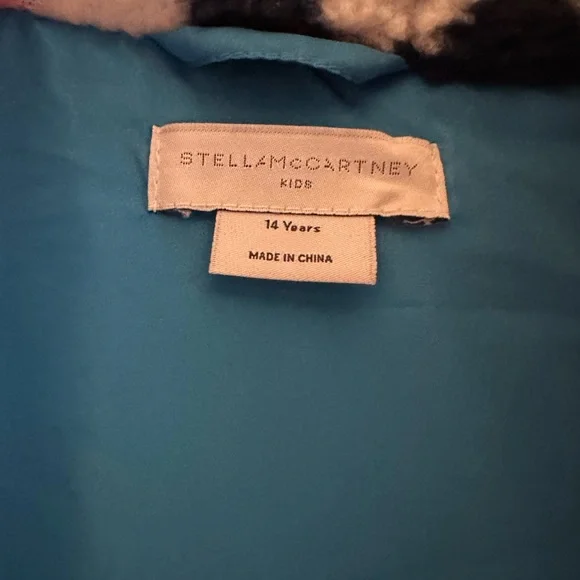 STELLAMcCARTNEY
KIDS
14 Years
MADE IN CHINA